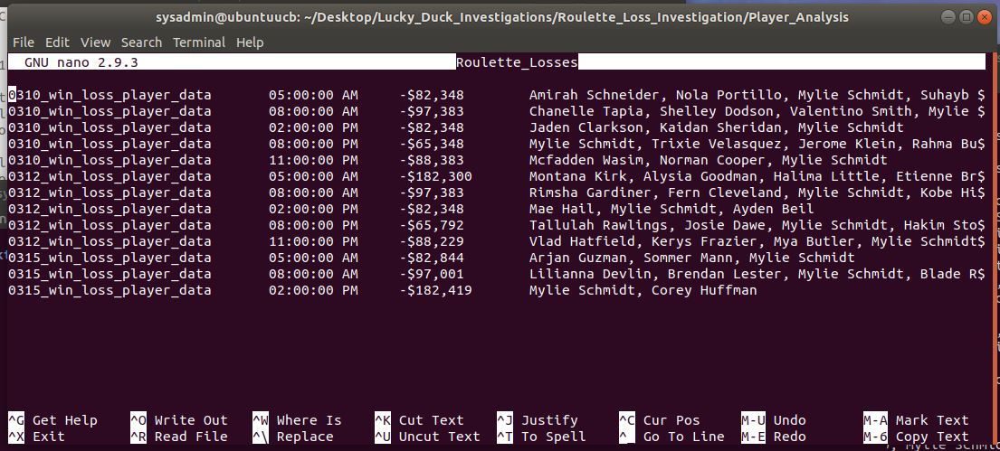 sysadmin@ubuntuucb: ~/Desktop/Lucky_Duck_Investigations/Roulette_Loss_Investigation/Player_Analysis
File Edit View Search Terminal Help
GNU nano 2.9.3 Roulette_Losses
0310_win_loss_player_data 05:00:00 AM -$82,348 Amirah Schneider, Nola Portillo, Mylie Schmidt, Suhayb $
0310_win_loss_player_data 08:00:00 AM -$97,383 Chanelle Tapia, Shelley Dodson, Valentino Smith, Mylie $
0310_win_loss_player_data 02:00:00 PM -$82,348 Jaden Clarkson, Kaidan Sheridan, Mylie Schmidt
0310_win_loss_player_data 08:00:00 PM -$65,348 Mylie Schmidt, Trixie Velasquez, Jerome Klein, Rahma Bu$
0310_win_loss_player_data 11:00:00 PM -$88,383 Mcfadden Wasim, Norman Cooper, Mylie Schmidt
0312_win_loss_player_data 05:00:00 AM -$182,300 Montana Kirk, Alysia Goodman, Halima Little, Etienne Br$
0312_win_loss_player_data 08:00:00 AM -$97,383 Rimsha Gardiner, Fern Cleveland, Mylie Schmidt, Kobe Hi$
0312_win_loss_player_data 02:00:00 PM -$82,348 Mae Hail, Mylie Schmidt, Ayden Beil
0312_win_loss_player_data 08:00:00 PM -$65,792 Tallulah Rawlings, Josie Dawe, Mylie Schmidt, Hakim Sto$
0312_win_loss_player_data 11:00:00 PM -$88,229 Vlad Hatfield, Kerys Frazier, Mya Butler, Mylie Schmidt$
0315_win_loss_player_data 05:00:00 AM -$82,844 Arjan Guzman, Sommer Mann, Mylie Schmidt
0315_win_loss_player_data 08:00:00 AM -$97,001 Lilianna Devlin, Brendan Lester, Mylie Schmidt, Blade R$
0315_win_loss_player_data 02:00:00 PM -$182,419 Mylie Schmidt, Corey Huffman
^G Get Help ^O Write Out ^W Where Is ^K Cut Text ^J Justify ^C Cur Pos M-U Undo M-A Mark Text
^X Exit ^R Read File ^\ Replace ^U Uncut Text ^T To Spell ^_ Go To Line M-E Redo M-6 Copy Text